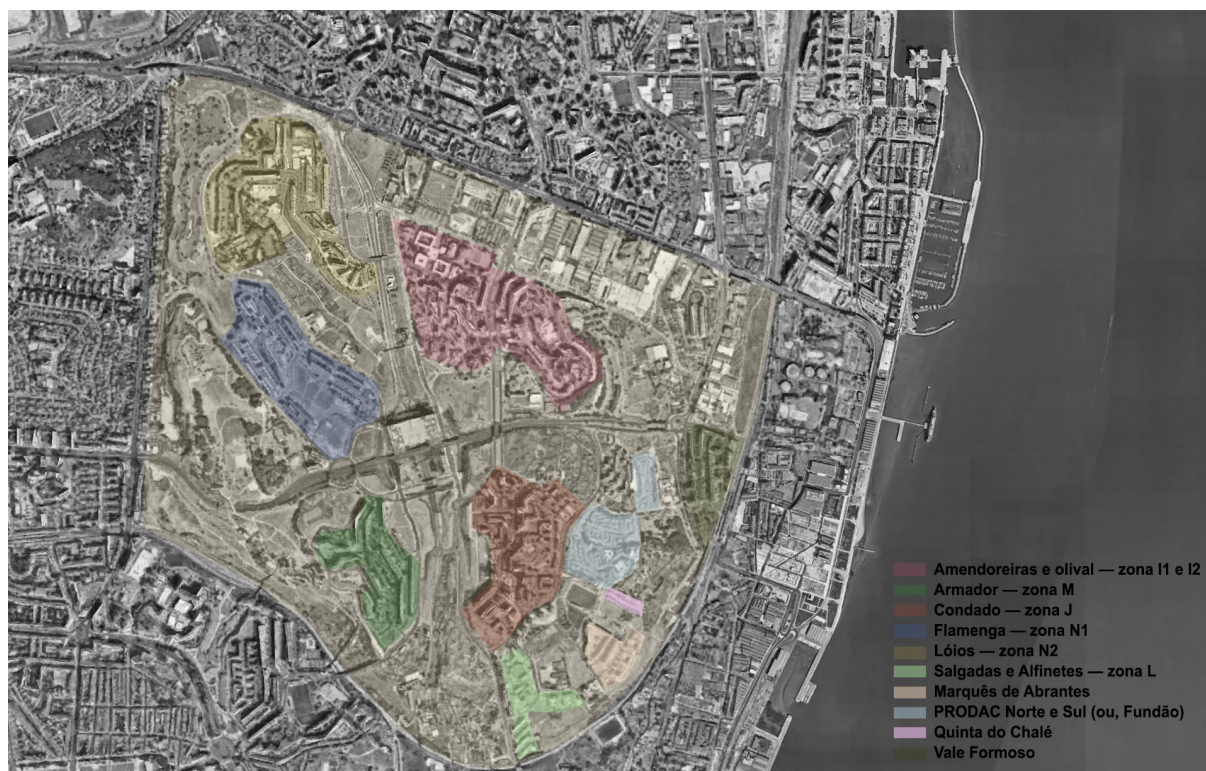 Amendoreiras e olival — zona I1 e I2
Armador — zona M
Condado — zona J
Flamenga — zona N1
Lóios — zona N2
Salgadas e Alfinetes — zona L
Marquês de Abrantes
PRODAC Norte e Sul (ou, Fundão)
Quinta do Chalé
Vale Formoso